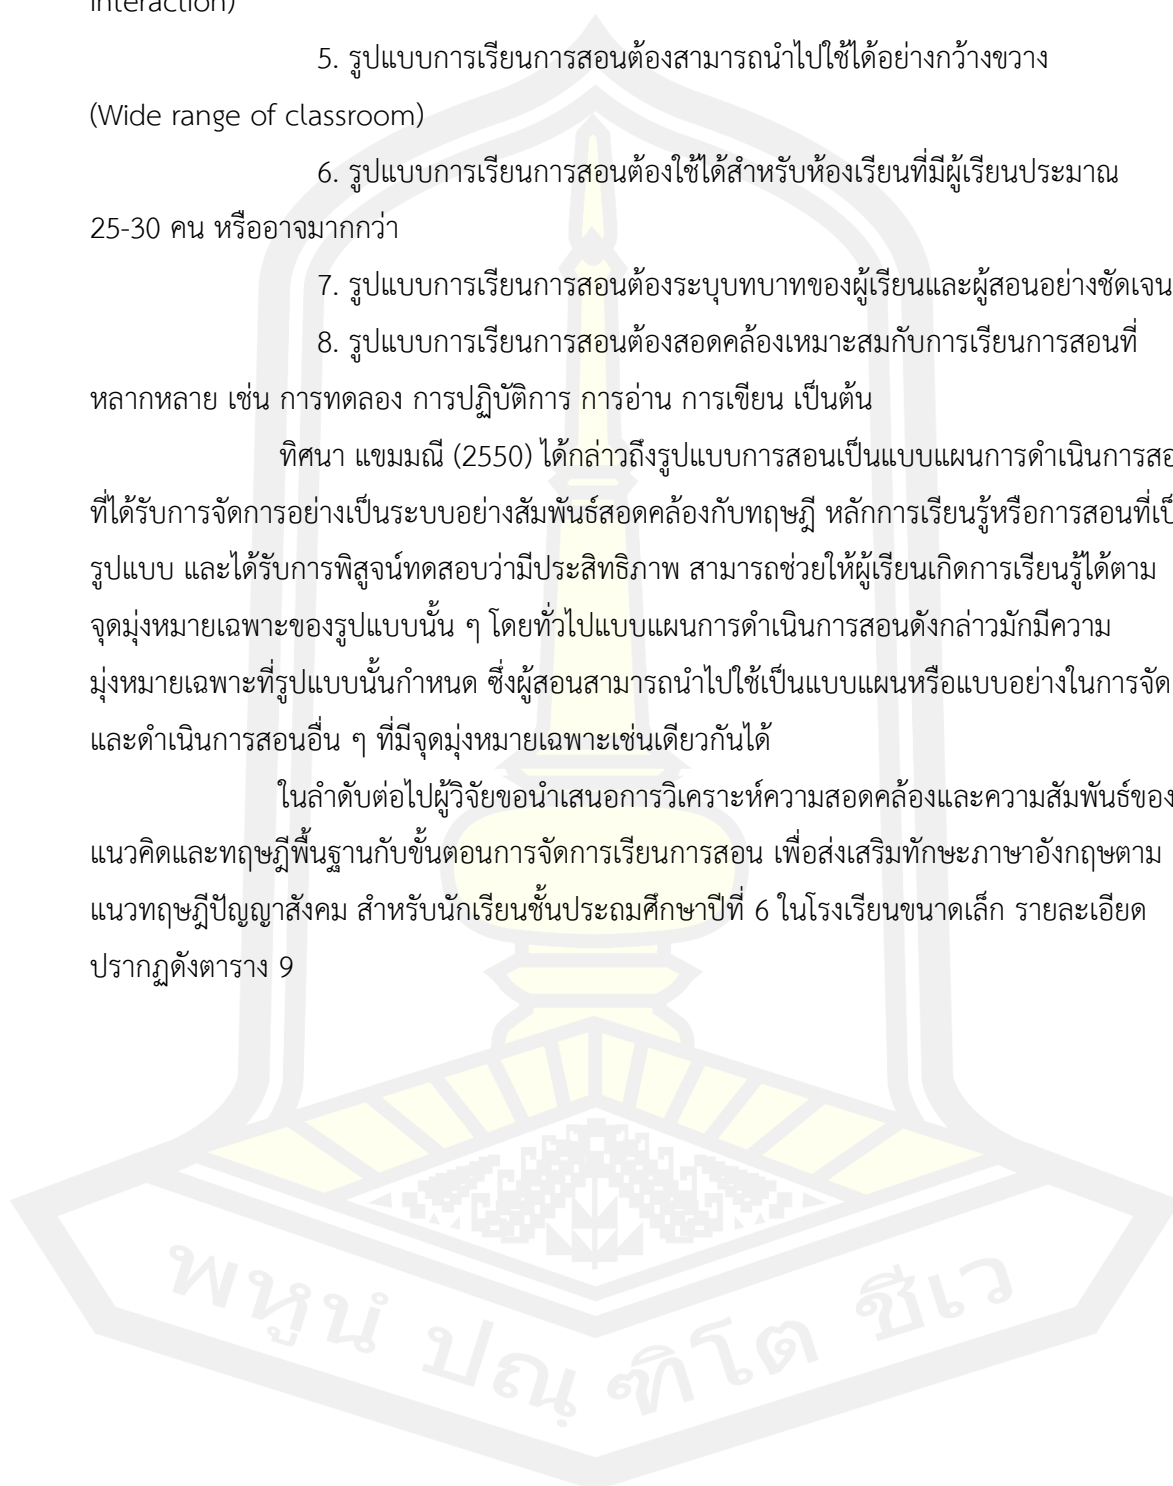 interaction)
5. รูปแบบการเรียนการสอนต้องสามารถนำไปใช้ได้อย่างกว้างขวาง
(Wide range of classroom)
6. รูปแบบการเรียนการสอนต้องใช้ได้สำหรับห้องเรียนที่มีผู้เรียนประมาณ
25-30 คน หรืออาจมากกว่า
7. รูปแบบการเรียนการสอนต้องระบุบทบาทของผู้เรียนและผู้สอนอย่างชัดเจน
8. รูปแบบการเรียนการสอนต้องสอดคล้องเหมาะสมกับการเรียนการสอนที่
หลากหลาย เช่น การทดลอง การปฏิบัติการ การอ่าน การเขียน เป็นต้น
ทิศนา แขมมณี (2550) ได้กล่าวถึงรูปแบบการสอนเป็นแบบแผนการดำเนินการ
ที่ได้รับการจัดการอย่างเป็นระบบอย่างสัมพันธ์สอดคล้องกับทฤษฎี หลักการเรียนรู้หรือการสอนที่
รูปแบบ และได้รับการพิสูจน์ทดสอบว่ามีประสิทธิภาพ สามารถช่วยให้ผู้เรียนเกิดการเรียนรู้ได้ตาม
จุดมุ่งหมายเฉพาะของรูปแบบนั้น ๆ โดยทั่วไปแบบแผนการดำเนินการสอนดังกล่าวมักมีความ
มุ่งหมายเฉพาะที่รูปแบบนั้นกำหนด ซึ่งผู้สอนสามารถนำไปใช้เป็นแบบแผนหรือแบบอย่างในการจัด
และดำเนินการสอนอื่น ๆ ที่มีจุดมุ่งหมายเฉพาะเช่นเดียวกันได้
ในลำดับต่อไปผู้วิจัยขอนำเสนอการวิเคราะห์ความสอดคล้องและความสัมพันธ์ของ
แนวคิดและทฤษฎีพื้นฐานกับขั้นตอนการจัดการเรียนการสอน เพื่อส่งเสริมทักษะภาษาอังกฤษตาม
แนวทฤษฎีปัญญาสังคม สำหรับนักเรียนชั้นประถมศึกษาปีที่ 6 ในโรงเรียนขนาดเล็ก รายละเอียด
ปรากฏดังตาราง 9
พหูนํ ปณฺฑิโต ชีเว